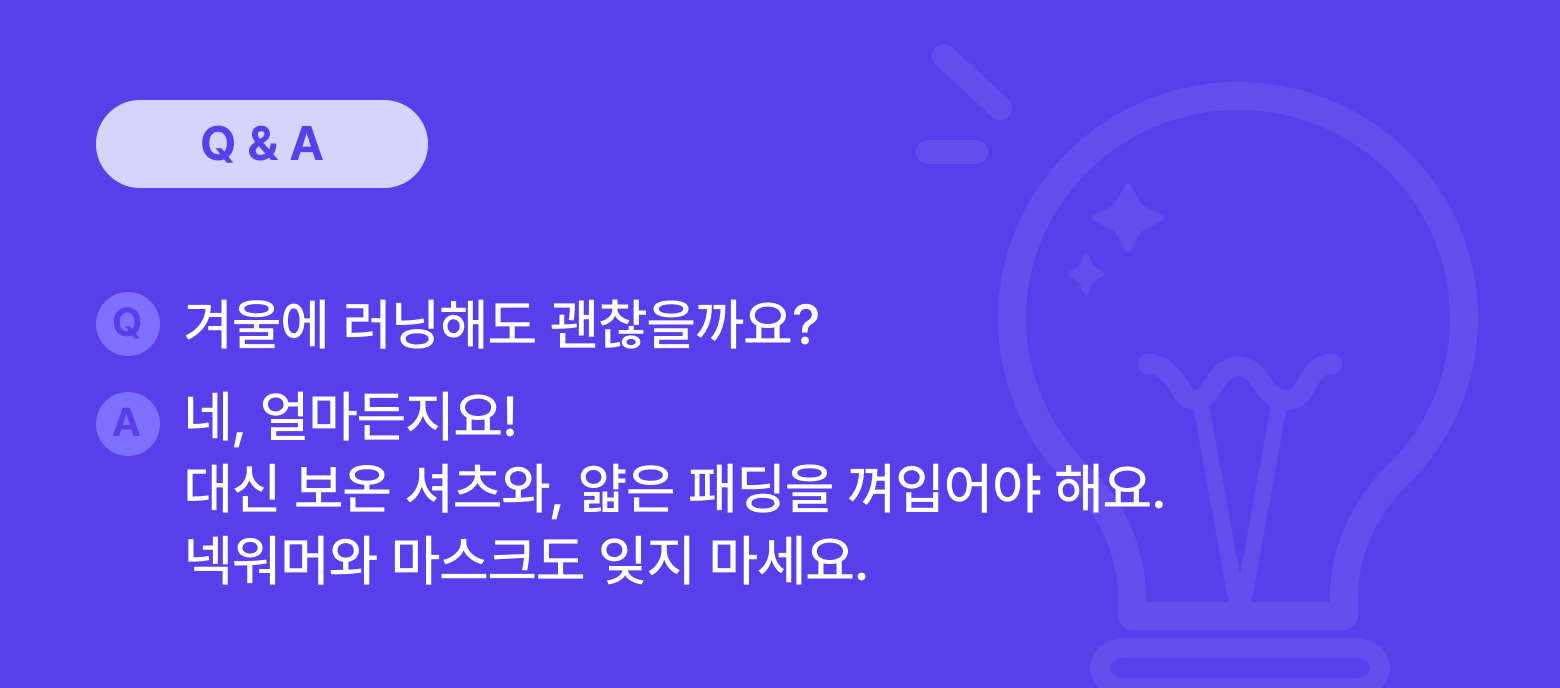 Q & A
Q 겨울에 러닝해도 괜찮을까요?
A 네, 얼마든지요!
대신 보온 셔츠와, 얇은 패딩을 껴입어야 해요.
넥워머와 마스크도 잊지 마세요.